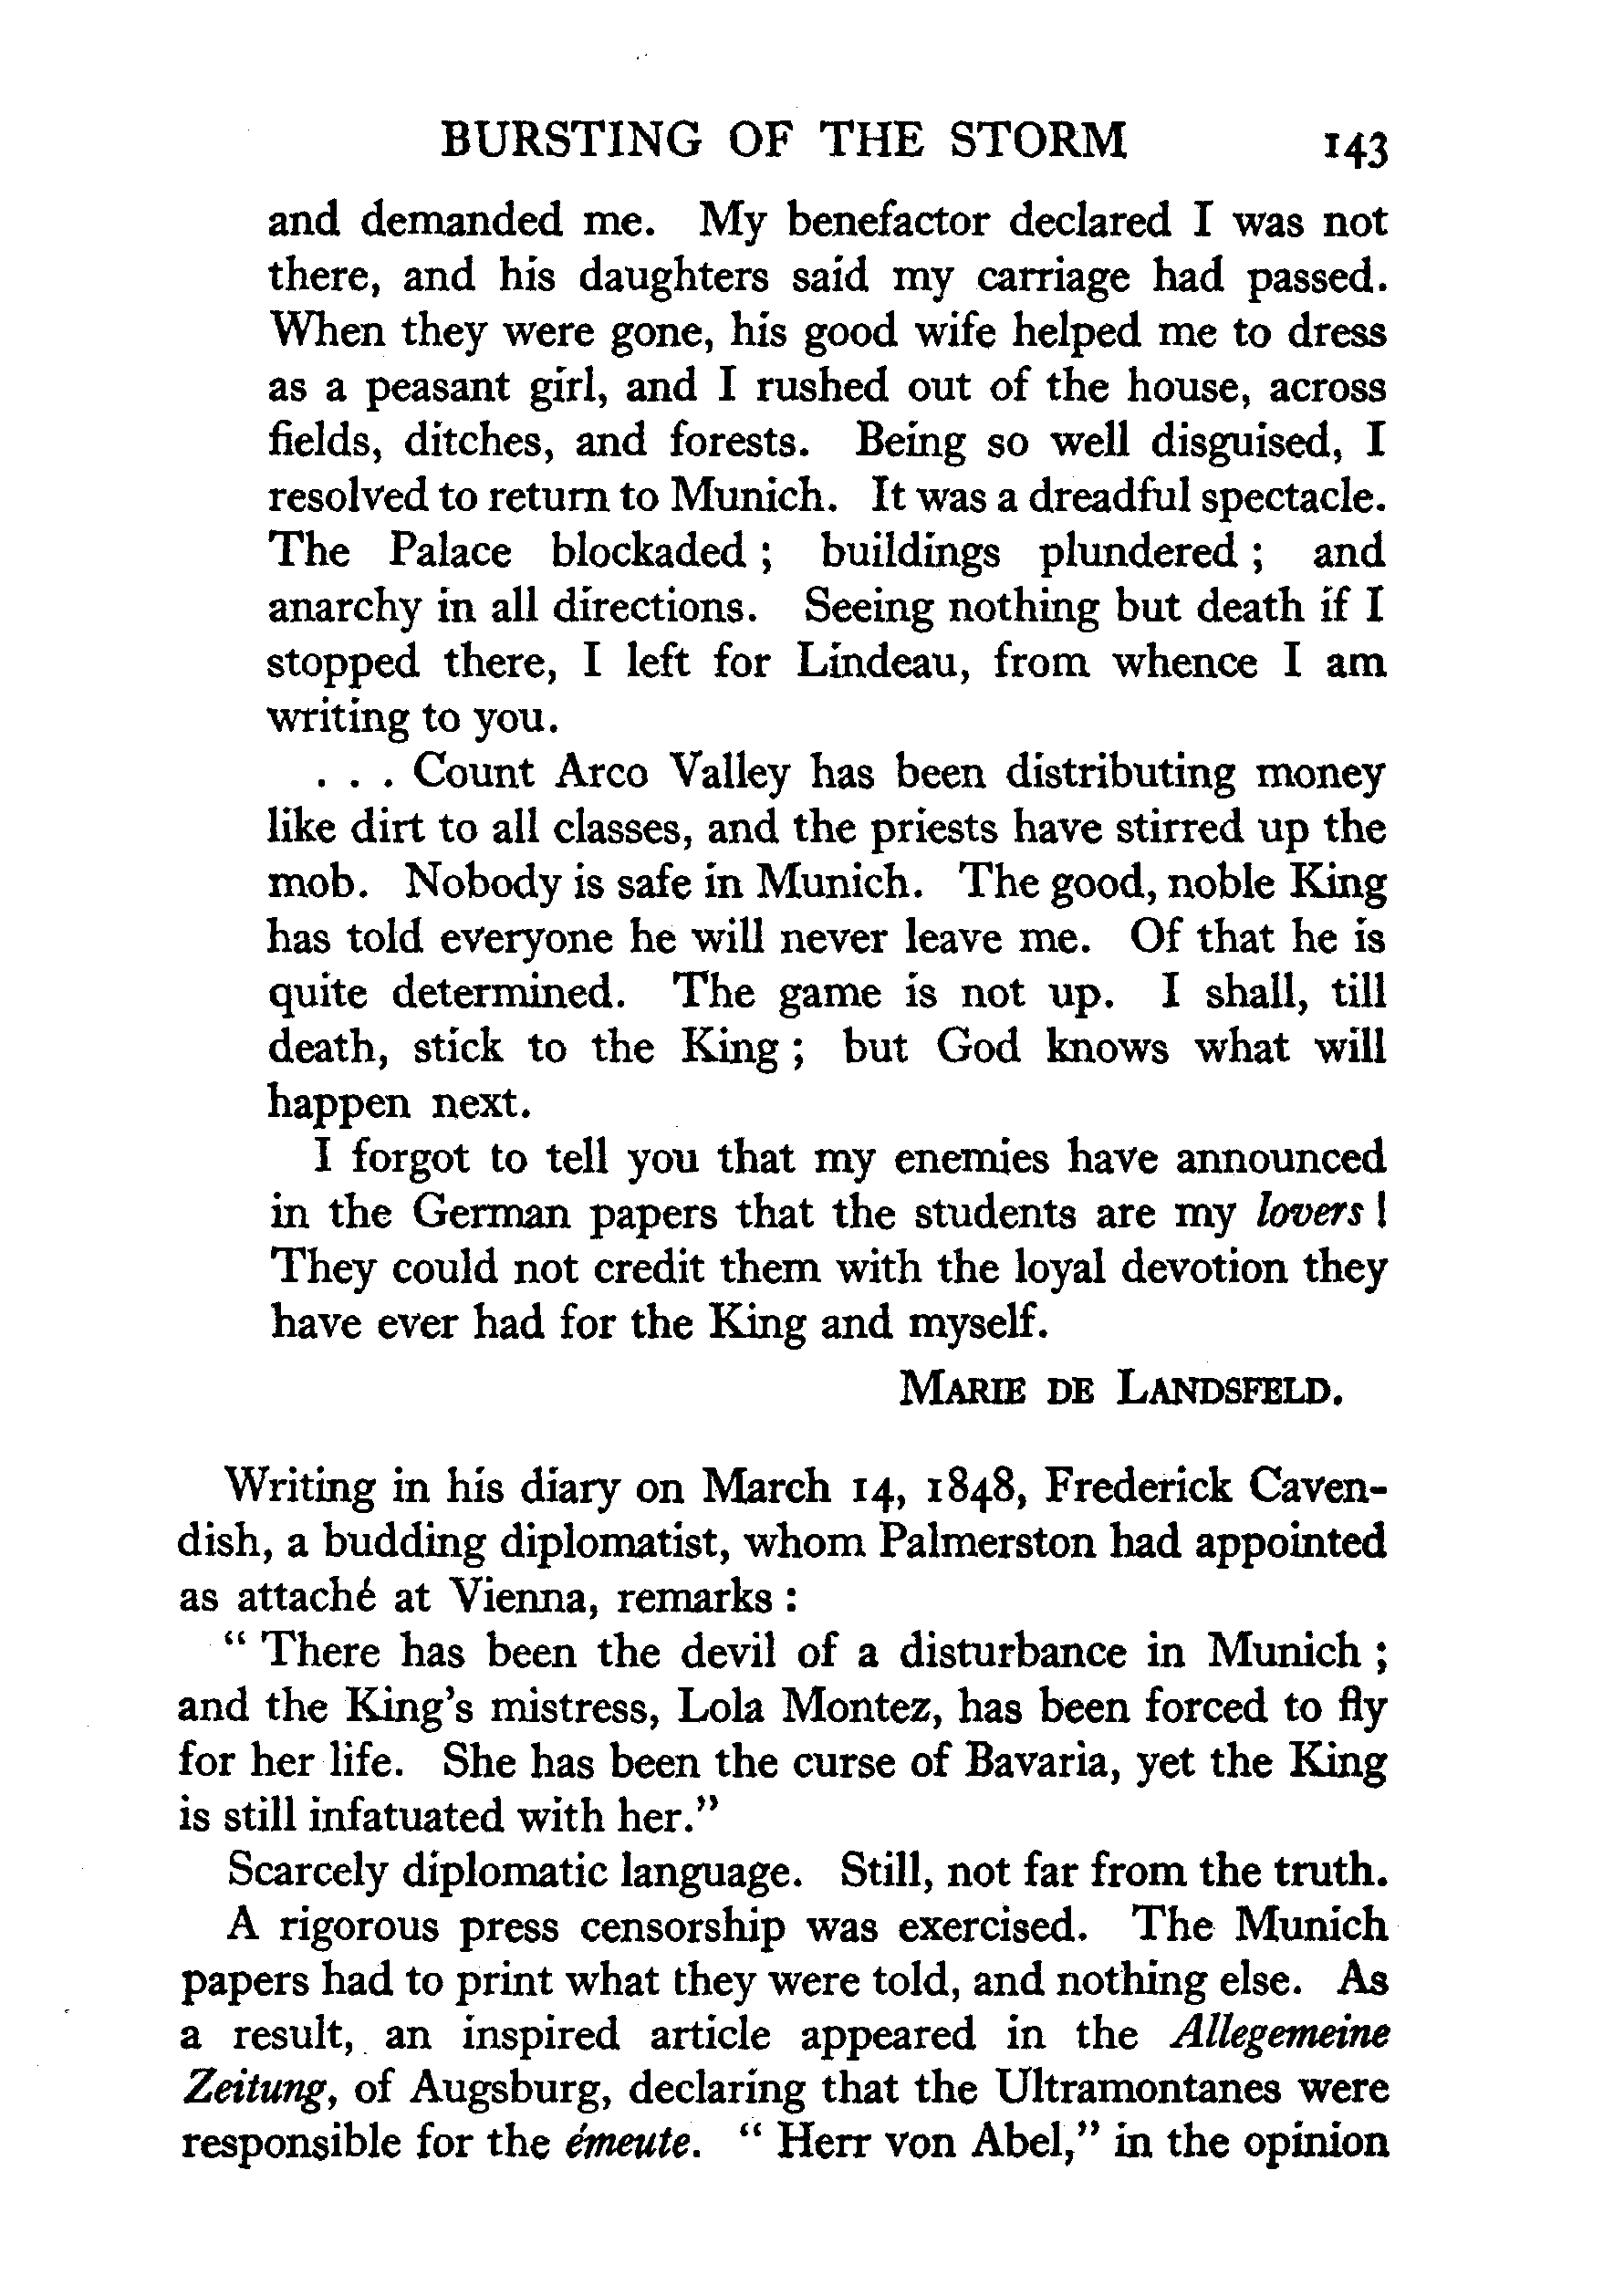 BURSTING OF THE STORM 143
and demanded me. My benefactor declared I was not
there, and his daughters said my carriage had passed.
When they were gone, his good wife helped me to dress
as a peasant girl, and I rushed out of the house, across
fields, ditches, and forests. Being so well disguised, I
resolved to return to Munich. It was a dreadful spectacle.
The Palace blockaded ; buildings plundered ; and
anarchy in all directions. Seeing nothing but death if I
stopped there, I left for Lindeau, from whence I am
writing to you.
. . . Count Arco Valley has been distributing money
like dirt to all classes, and the priests have stirred up the
mob. Nobody is safe in Munich. The good, noble King
has told everyone he will never leave me. Of that he is
quite determined. The game is not up. I shall, till
death, stick to the King ; but God knows what will
happen next.
I forgot to tell you that my enemies have announced
in the German papers that the students are my lovers !
They could not credit them with the loyal devotion they
have ever had for the King and myself.
MARIE DE LANDSFELD.
Writing in his diary on March 14, 1848, Frederick Caven-
dish, a budding diplomatist, whom Palmerston had appointed
as attaché at Vienna, remarks :
" There has been the devil of a disturbance in Munich ;
and the King's mistress, Lola Montez, has been forced to fly
for her life. She has been the curse of Bavaria, yet the King
is still infatuated with her."
Scarcely diplomatic language. Still, not far from the truth.
A rigorous press censorship was exercised. The Munich
papers had to print what they were told, and nothing else. As
a result, an inspired article appeared in the Allegemeine
Zeitung, of Augsburg, declaring that the Ultramontanes were
responsible for the émeute. " Herr von Abel," in the opinion